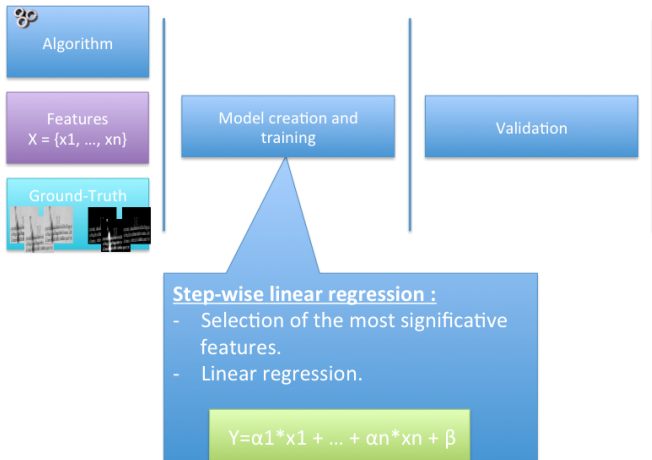 Algorithm
Features
X = {x1, ..., xn}
Ground-Truth
Model creation and
training
Validation
Step-wise linear regression :
- Selection of the most significative
features.
- Linear regression.
Y=α1*x1 + ... + αn*xn + β